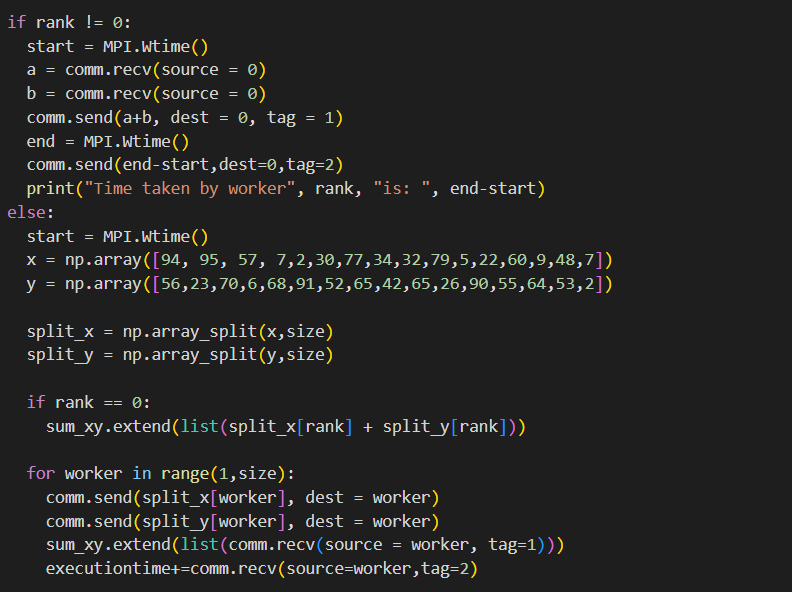 if rank != 0:
  start = MPI.Wtime()
  a = comm.recv(source = 0)
  b = comm.recv(source = 0)
  comm.send(a+b, dest = 0, tag = 1)
  end = MPI.Wtime()
  comm.send(end-start,dest=0,tag=2)
  print("Time taken by worker", rank, "is: ", end-start)
else:
  start = MPI.Wtime()
  x = np.array([94, 95, 57, 7,2,30,77,34,32,79,5,22,60,9,48,7])
  y = np.array([56,23,70,6,68,91,52,65,42,65,26,90,55,64,53,2])

  split_x = np.array_split(x,size)
  split_y = np.array_split(y,size)

  if rank == 0:
    sum_xy.extend(list(split_x[rank] + split_y[rank]))

  for worker in range(1,size):
    comm.send(split_x[worker], dest = worker)
    comm.send(split_y[worker], dest = worker)
    sum_xy.extend(list(comm.recv(source = worker, tag=1)))
    executiontime+=comm.recv(source=worker,tag=2)